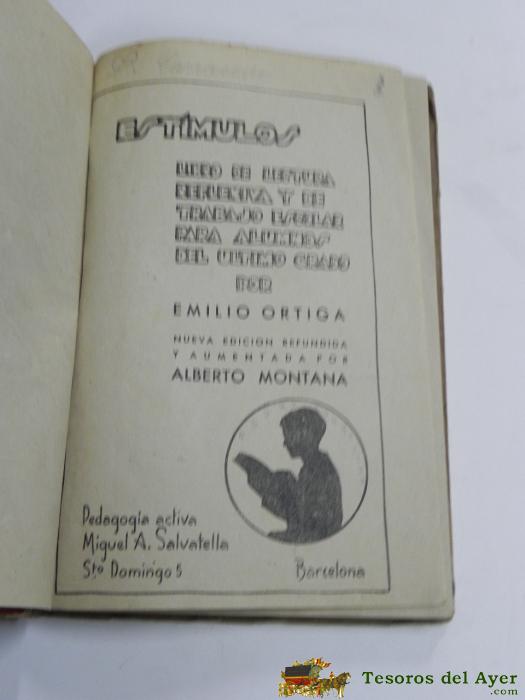 ESTÍMULOS
LIBRO DE LECTURA
REFLEXIVA Y DE
TRABAJO ESCOLAR
PARA ALUMNOS
DEL ULTIMO GRADO
POR
EMILIO ORTIGA
NUEVA EDICION REFUNDIDA
Y AUMENTADA POR
ALBERTO MONTANA
Pedagogía activa
Miguel A. Salvatella
Sto Domingo 5 Barcelona
Tesoros del Ayer
.com